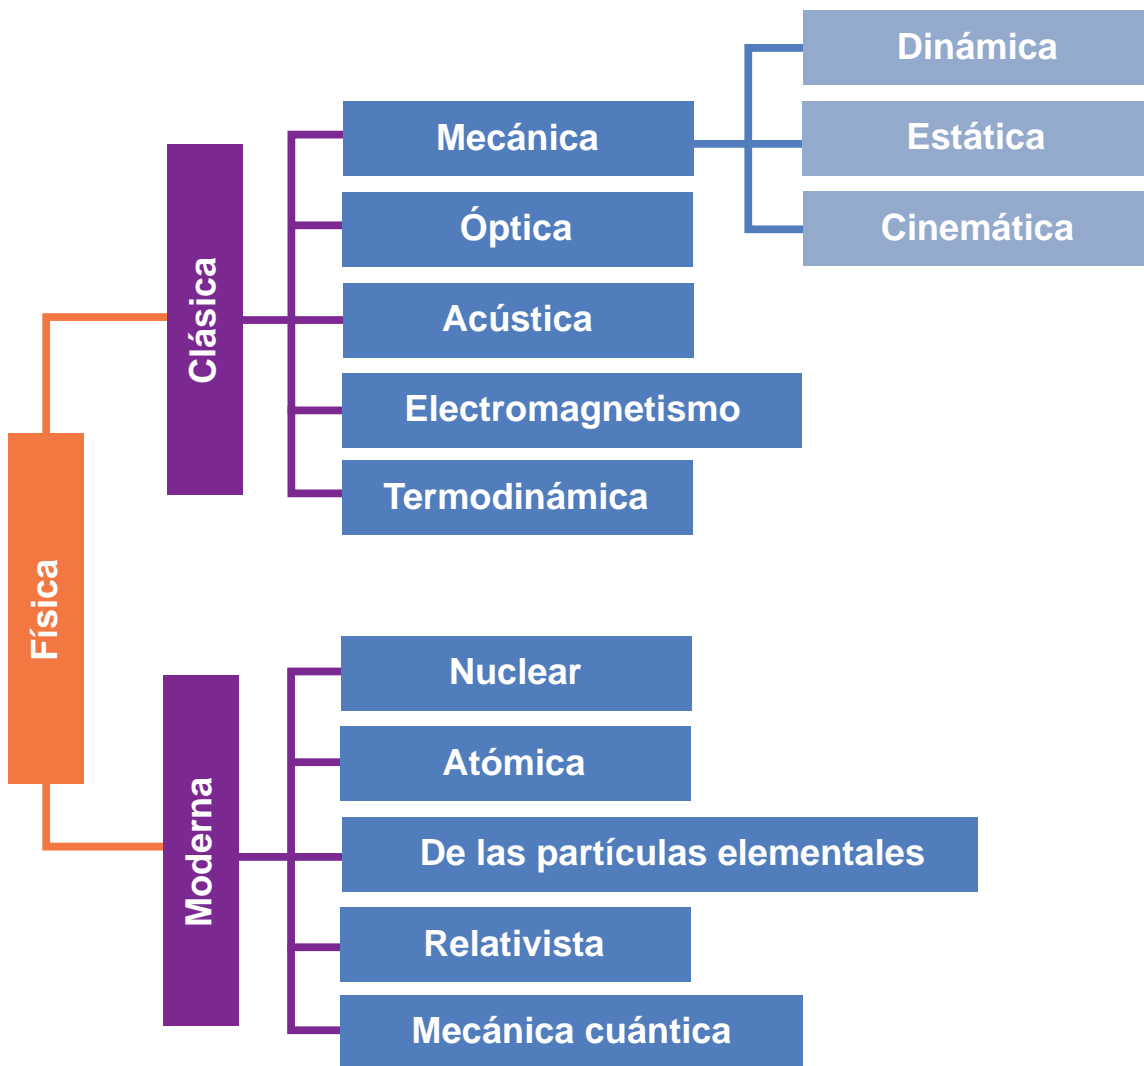 Física
Clásica
Mecánica
Dinámica
Estática
Cinemática
Óptica
Acústica
Electromagnetismo
Termodinámica
Moderna
Nuclear
Atómica
De las partículas elementales
Relativista
Mecánica cuántica